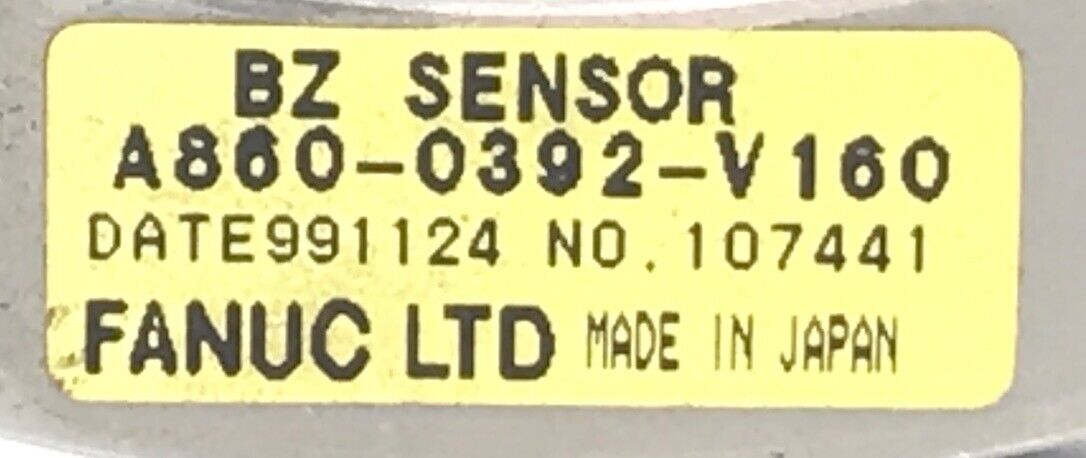 BZ SENSOR
A860-0392-V160
DATE991124 NO.107441
FANUC LTD MADE IN JAPAN